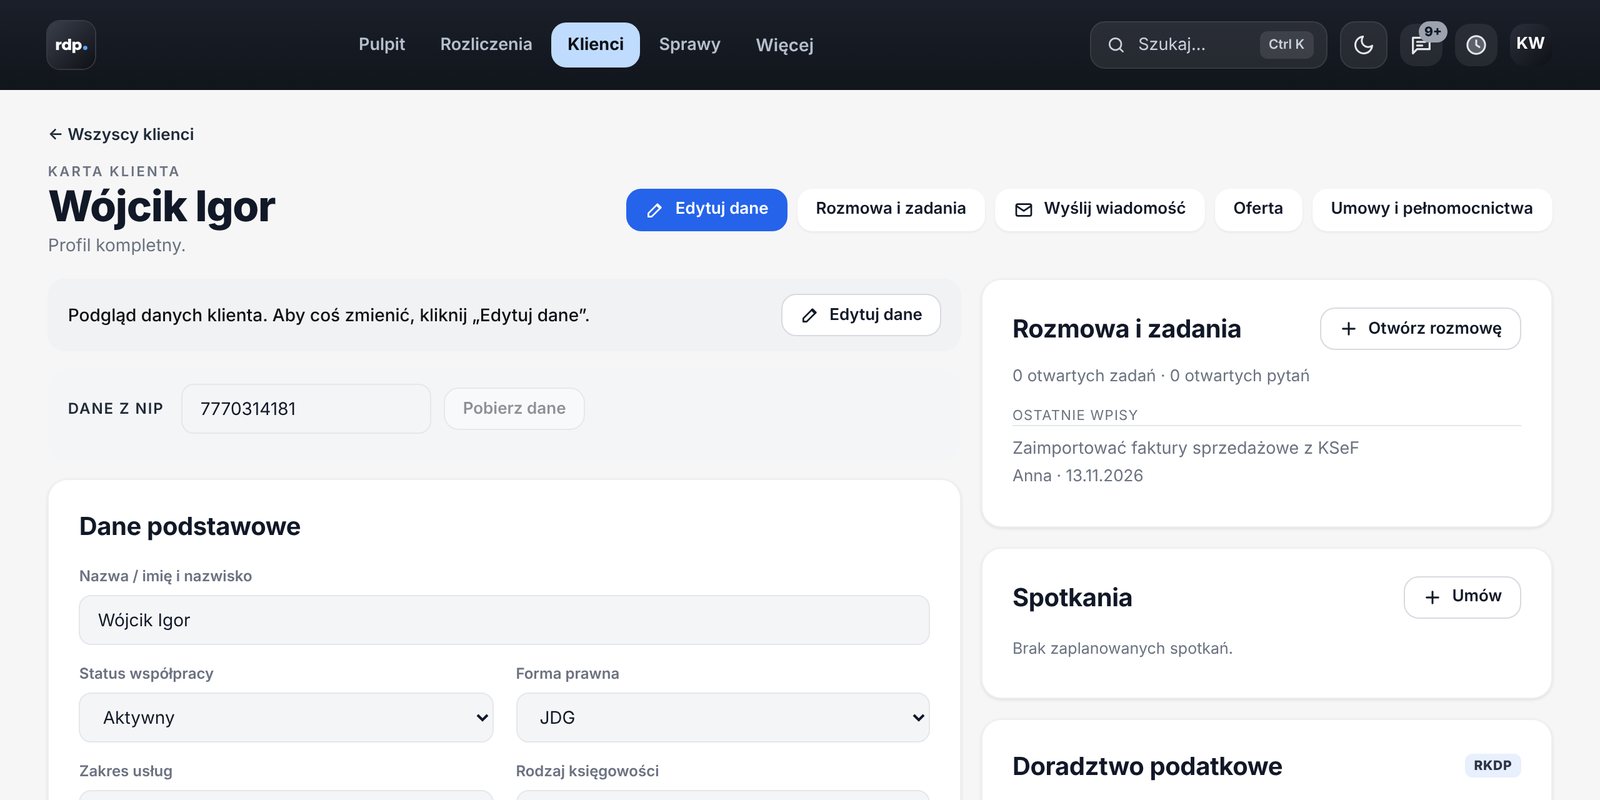 rdp.
Pulpit
Rozliczenia
Klienci
Sprawy
Więcej
Szukaj...
Ctrl K
9+
KW
← Wszyscy klienci
KARTA KLIENTA
Wójcik Igor
Profil kompletny.
Edytuj dane
Rozmowa i zadania
Wyślij wiadomość
Oferta
Umowy i pełnomocnictwa
Podgląd danych klienta. Aby coś zmienić, kliknij „Edytuj dane”.
Edytuj dane
DANE Z NIP
7770314181
Pobierz dane
Dane podstawowe
Nazwa / imię i nazwisko
Wójcik Igor
Status współpracy
Forma prawna
Aktywny
JDG
Zakres usług
Rodzaj księgowości
Rozmowa i zadania
+ Otwórz rozmowę
0 otwartych zadań · 0 otwartych pytań
OSTATNIE WPISY
Zaimportować faktury sprzedażowe z KSeF
Anna · 13.11.2026
Spotkania
+ Umów
Brak zaplanowanych spotkań.
Doradztwo podatkowe
RKDP